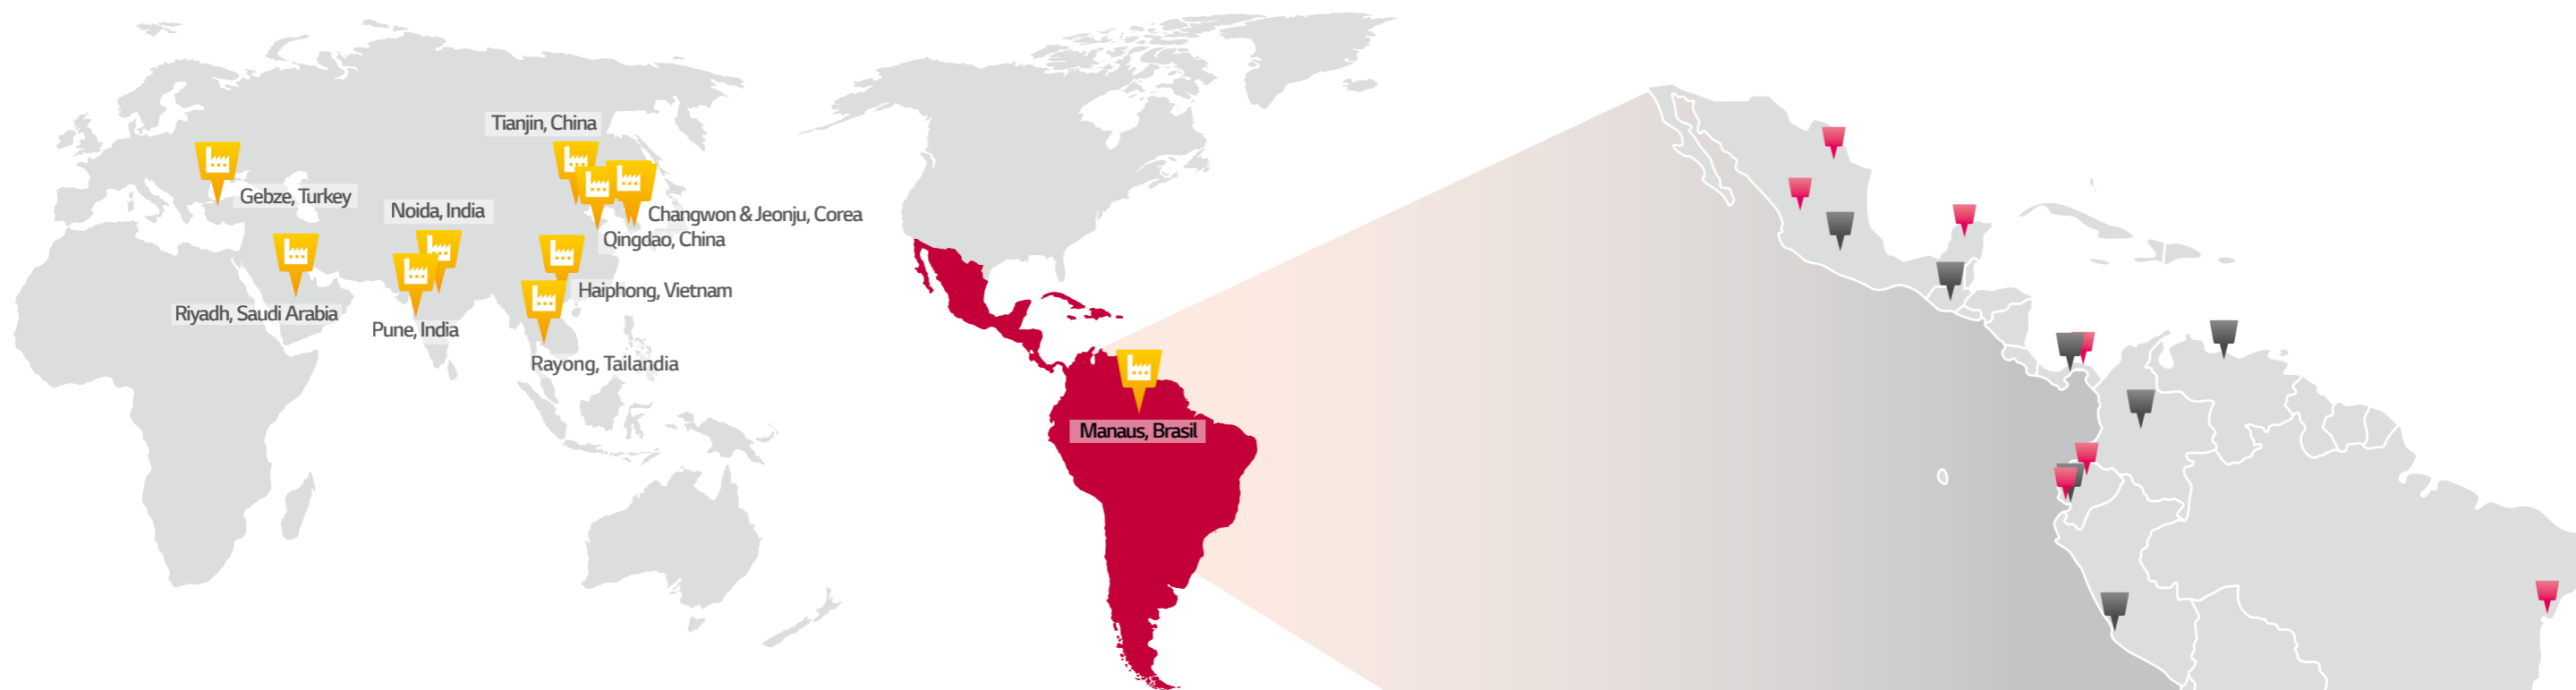 Tianjin, China
Gebze, Turkey
Noida, India
Changwon & Jeonju, Corea
Qingdao, China
Haiphong, Vietnam
Riyadh, Saudi Arabia
Pune, India
Rayong, Tailandia
Manaus, Brasil